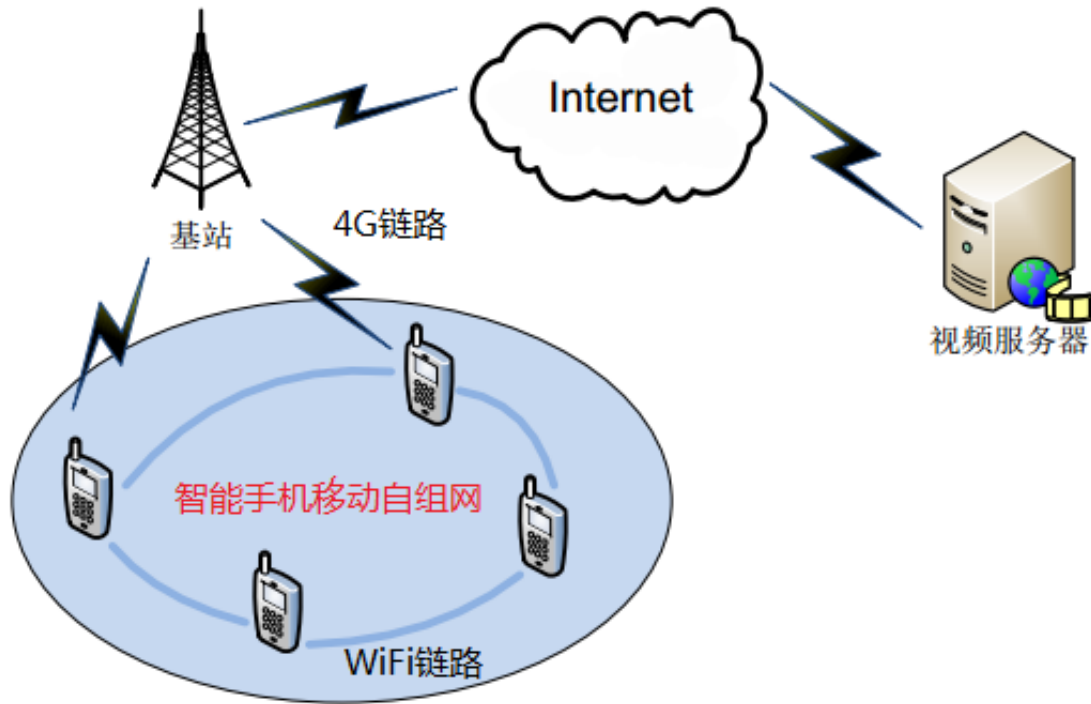 Internet
基站
4G链路
视频服务器
智能手机移动自组网
WiFi链路